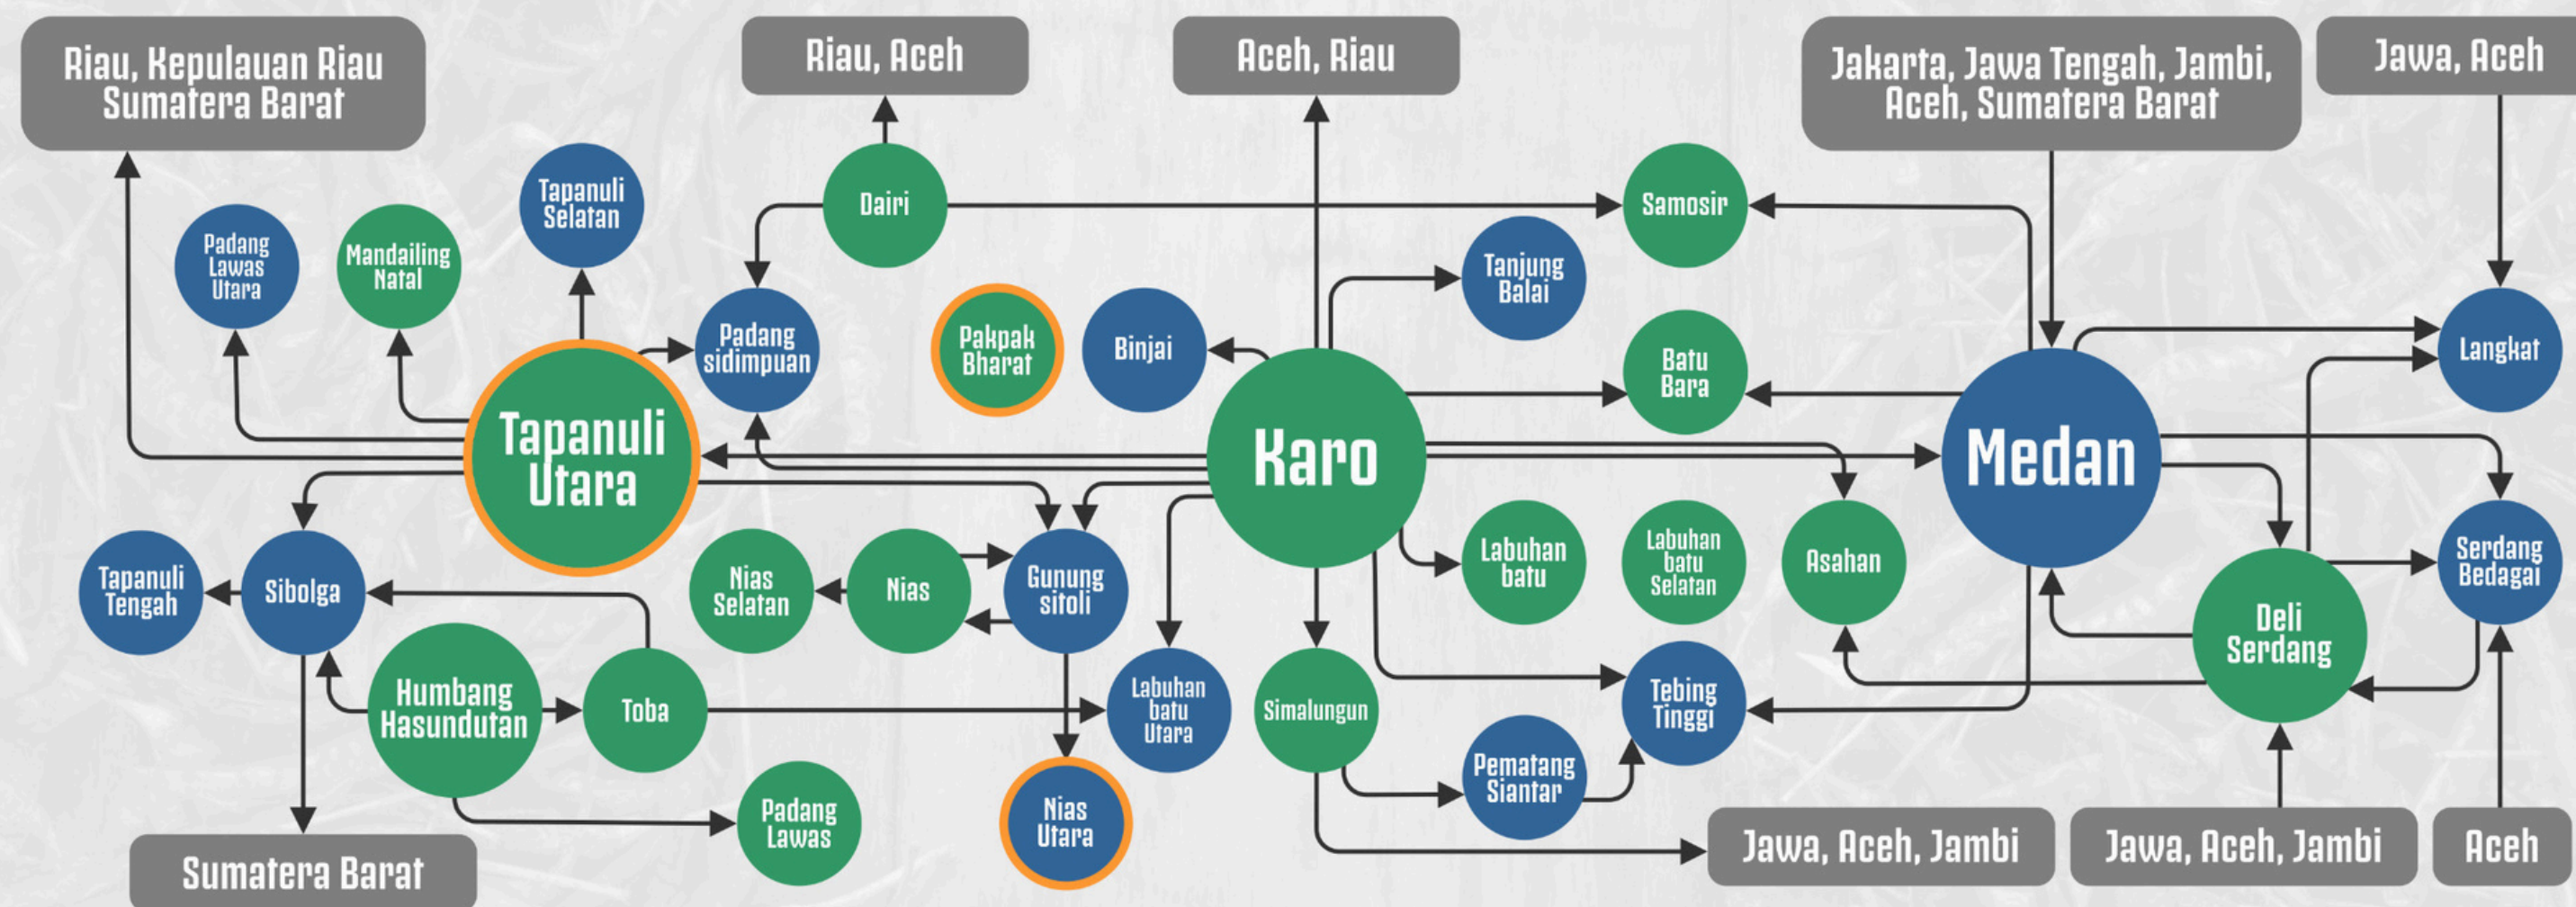 Riau, Kepulauan Riau
Sumatera Barat
Riau, Aceh
Aceh, Riau
Jakarta, Jawa Tengah, Jambi,
Aceh, Sumatera Barat
Jawa, Aceh
Tapanuli
Selatan
Dairi
Samosir
Padang
Lawas
Utara
Mandailing
Natal
Tanjung
Balai
Padang
sidimpuan
Pakpak
Bharat
Binjai
Batu
Bara
Langkat
Tapanuli
Utara
Karo
Medan
Tapanuli
Tengah
Sibolga
Nias
Selatan
Nias
Gunung
sitoli
Labuhan
batu
Labuhan
batu
Selatan
Asahan
Serdang
Bedagai
Deli
Serdang
Humbang
Hasundutan
Toba
Labuhan
batu
Utara
Simalungun
Tebing
Tinggi
Pematang
Siantar
Padang
Lawas
Nias
Utara
Sumatera Barat
Jawa, Aceh, Jambi
Jawa, Aceh, Jambi
Aceh